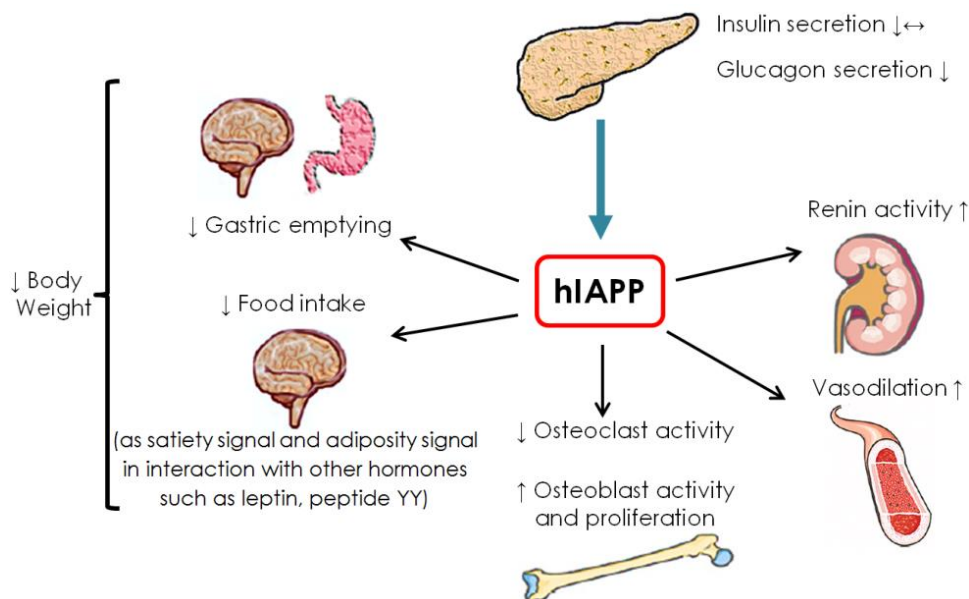 Insulin secretion ↓↔
Glucagon secretion ↓
↓ Gastric emptying
↓ Body
Weight
↓ Food intake
(as satiety signal and adiposity signal
in interaction with other hormones
such as leptin, peptide YY)
hIAPP
Renin activity ↑
Vasodilation ↑
↓ Osteoclast activity
↑ Osteoblast activity
and proliferation